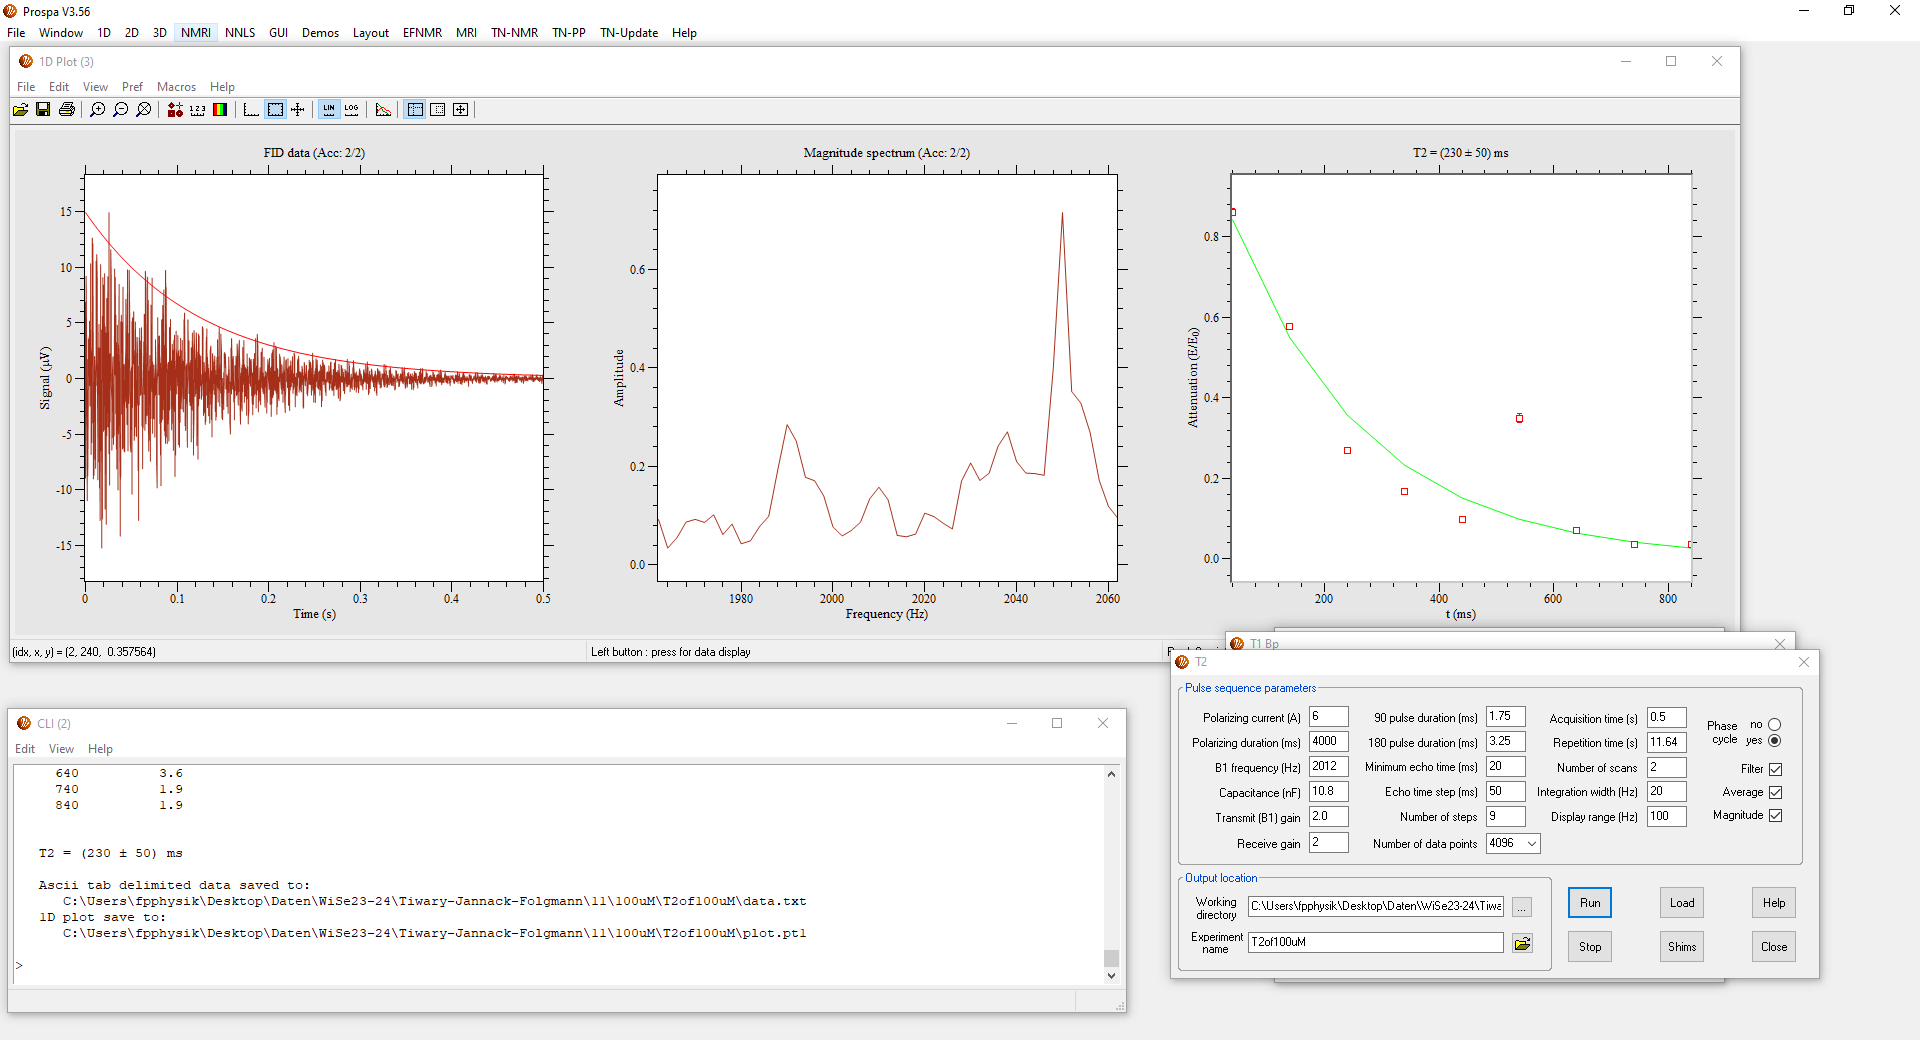 Prospa V3.56
File Window 1D 2D 3D NMRI NNLS GUI Demos Layout EFNMR MRI TN-NMR TN-PP TN-Update Help
1D Plot (3)
File Edit View Pref Macros Help
1 2 3
LIN LOG
FID data (Acc: 2/2)
15
10
5
0
-5
-10
-15
Signal (µV)
0 0.1 0.2 0.3 0.4 0.5
Time (s)
Magnitude spectrum (Acc: 2/2)
0.6
0.4
0.2
0.0
Amplitude
1980 2000 2020 2040 2060
Frequency (Hz)
T2 = (230 ± 50) ms
0.8
0.6
0.4
0.2
0.0
Attenuation (E/E0)
200 400 600 800
t (ms)
(idx, x, y) = (2, 240, 0.357564)
Left button : press for data display
T1 Bp
T2
Pulse sequence parameters
Polarizing current (A) 6
Polarizing duration (ms) 4000
B1 frequency (Hz) 2012
Capacitance (nF) 10.8
Transmit (B1) gain 2.0
Receive gain 2
90 pulse duration (ms) 1.75
180 pulse duration (ms) 3.25
Minimum echo time (ms) 20
Echo time step (ms) 50
Number of steps 9
Number of data points 4096
Acquisition time (s) 0.5
Repetition time (s) 11.64
Number of scans 2
Integration width (Hz) 20
Display range (Hz) 100
Phase cycle no yes
Filter
Average
Magnitude
Output location
Working directory C:\Users\fpphysik\Desktop\Daten\WiSe23-24\Tiwa
...
Experiment name T2of100uM
Run Load Help
Stop Shims Close
CLI (2)
Edit View Help
640 3.6
740 1.9
840 1.9
T2 = (230 ± 50) ms
Ascii tab delimited data saved to:
C:\Users\fpphysik\Desktop\Daten\WiSe23-24\Tiwary-Jannack-Folgmann\11\100uM\T2of100uM\data.txt
1D plot save to:
C:\Users\fpphysik\Desktop\Daten\WiSe23-24\Tiwary-Jannack-Folgmann\11\100uM\T2of100uM\plot.pt1
>